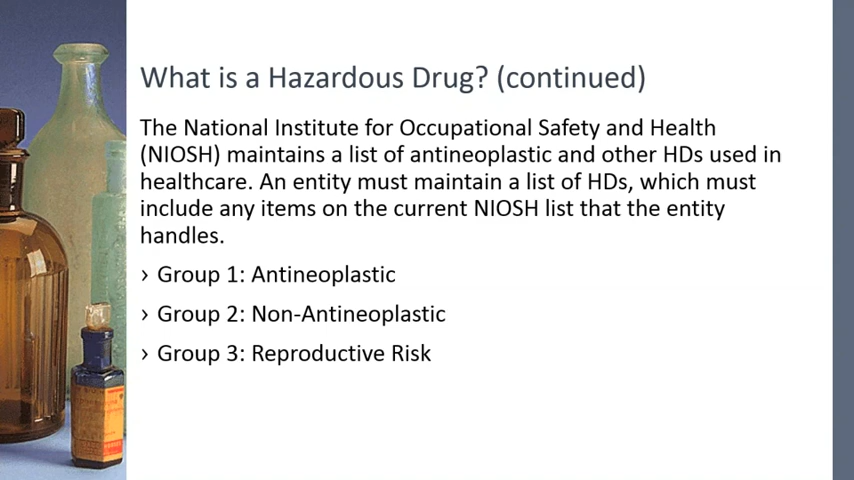 What is a Hazardous Drug? (continued)
The National Institute for Occupational Safety and Health
(NIOSH) maintains a list of antineoplastic and other HDs used in
healthcare. An entity must maintain a list of HDs, which must
include any items on the current NIOSH list that the entity
handles.
› Group 1: Antineoplastic
› Group 2: Non-Antineoplastic
› Group 3: Reproductive Risk